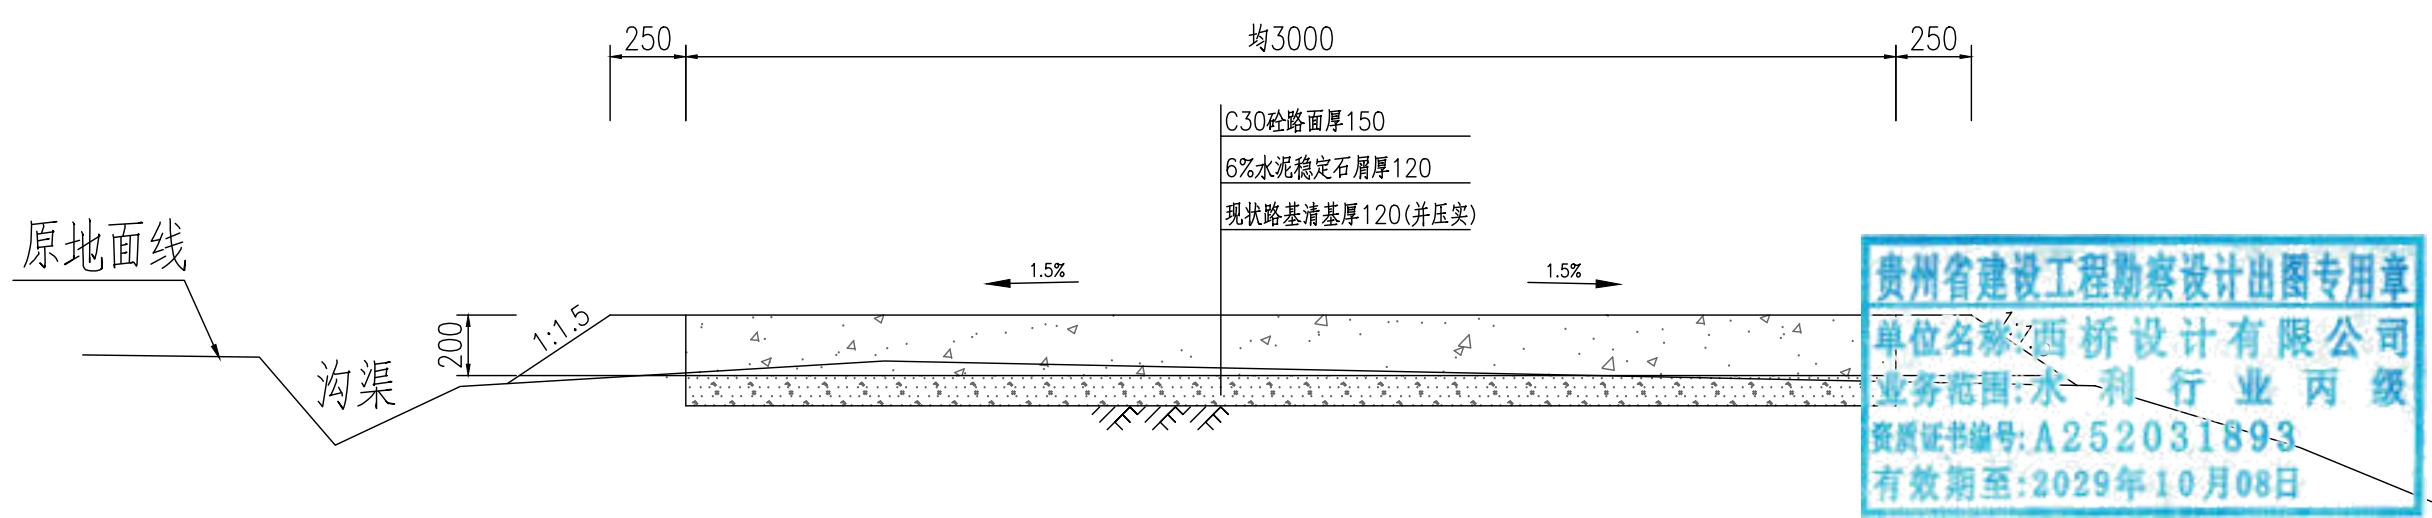 250
均3000
250
C30砼路面厚150
6%水泥稳定石屑厚120
现状路基清基厚120(并压实)
原地面线
1.5%
1.5%
200
1:1.5
沟渠
贵州省建设工程勘察设计出图专用章
单位名称:西桥设计有限公司
业务范围:水利行业丙级
资质证书编号:A252031893
有效期至:2029年10月08日